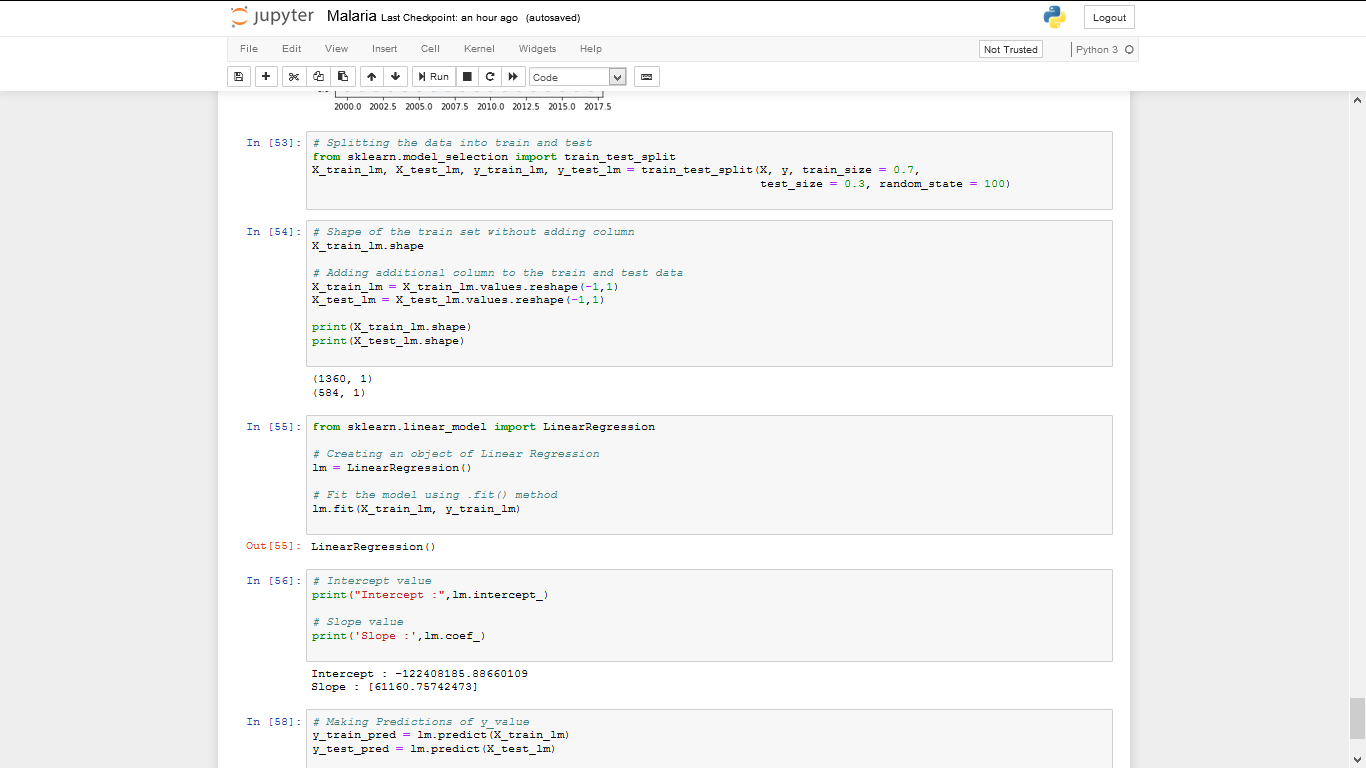 jupyter Malaria Last Checkpoint: an hour ago (autosaved) Logout
File Edit View Insert Cell Kernel Widgets Help Not Trusted Python 3
Run Code
2000.0 2002.5 2005.0 2007.5 2010.0 2012.5 2015.0 2017.5
In [53]: # Splitting the data into train and test
from sklearn.model_selection import train_test_split
X_train_lm, X_test_lm, y_train_lm, y_test_lm = train_test_split(X, y, train_size = 0.7,
test_size = 0.3, random_state = 100)
In [54]: # Shape of the train set without adding column
X_train_lm.shape
# Adding additional column to the train and test data
X_train_lm = X_train_lm.values.reshape(-1,1)
X_test_lm = X_test_lm.values.reshape(-1,1)
print(X_train_lm.shape)
print(X_test_lm.shape)
(1360, 1)
(584, 1)
In [55]: from sklearn.linear_model import LinearRegression
# Creating an object of Linear Regression
lm = LinearRegression()
# Fit the model using .fit() method
lm.fit(X_train_lm, y_train_lm)
Out[55]: LinearRegression()
In [56]: # Intercept value
print("Intercept :",lm.intercept_)
# Slope value
print('Slope :',lm.coef_)
Intercept : -122408185.88660109
Slope : [61160.75742473]
In [58]: # Making Predictions of y_value
y_train_pred = lm.predict(X_train_lm)
y_test_pred = lm.predict(X_test_lm)